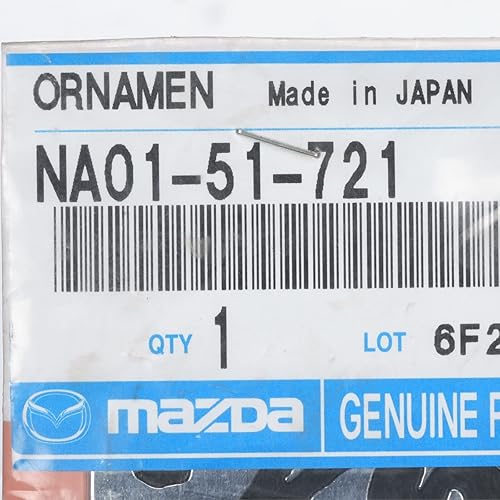 ORNAMEN Made in JAPAN
NA01-51-721
QTY 1 LOT 6F2
mazda GENUINE